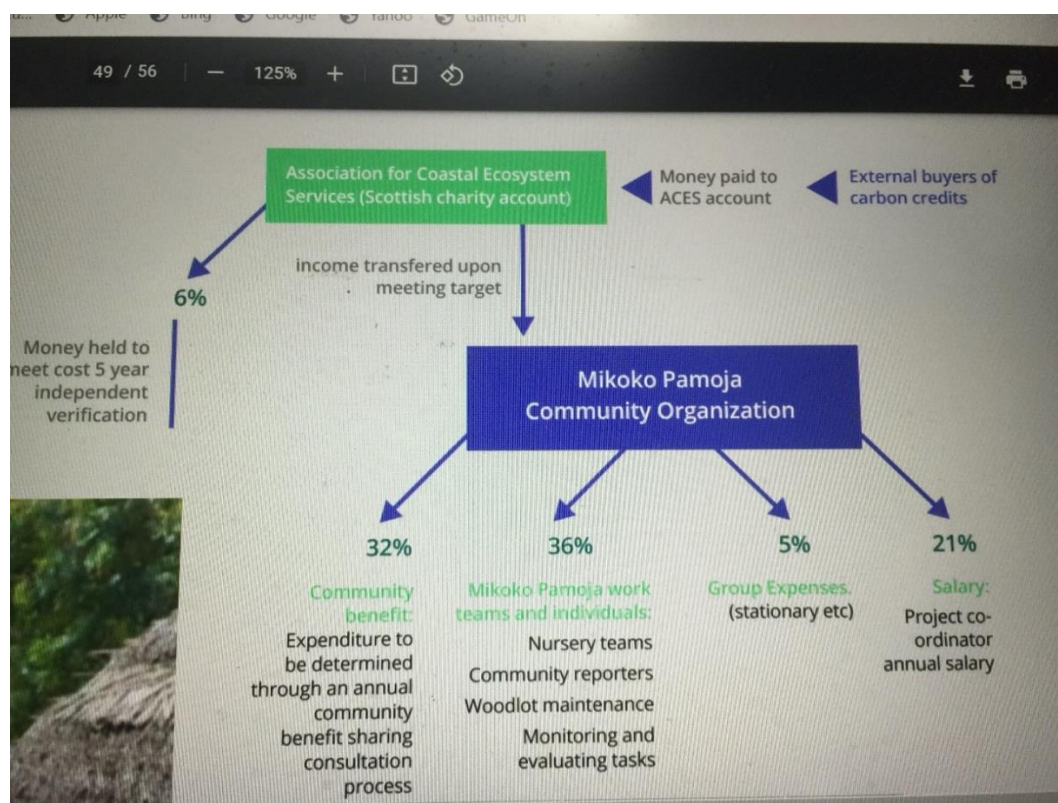 Apple Bing Google Yahoo GameOn
49 / 56 125%
Association for Coastal Ecosystem
Services (Scottish charity account)
Money paid to
ACES account
External buyers of
carbon credits
income transfered upon
meeting target
6%
Money held to
meet cost 5 year
independent
verification
Mikoko Pamoja
Community Organization
32%
Community
benefit:
Expenditure to
be determined
through an annual
community
benefit sharing
consultation
process
36%
Mikoko Pamoja work
teams and individuals:
Nursery teams
Community reporters
Woodlot maintenance
Monitoring and
evaluating tasks
5%
Group Expenses.
(stationary etc)
21%
Salary:
Project co-
ordinator
annual salary